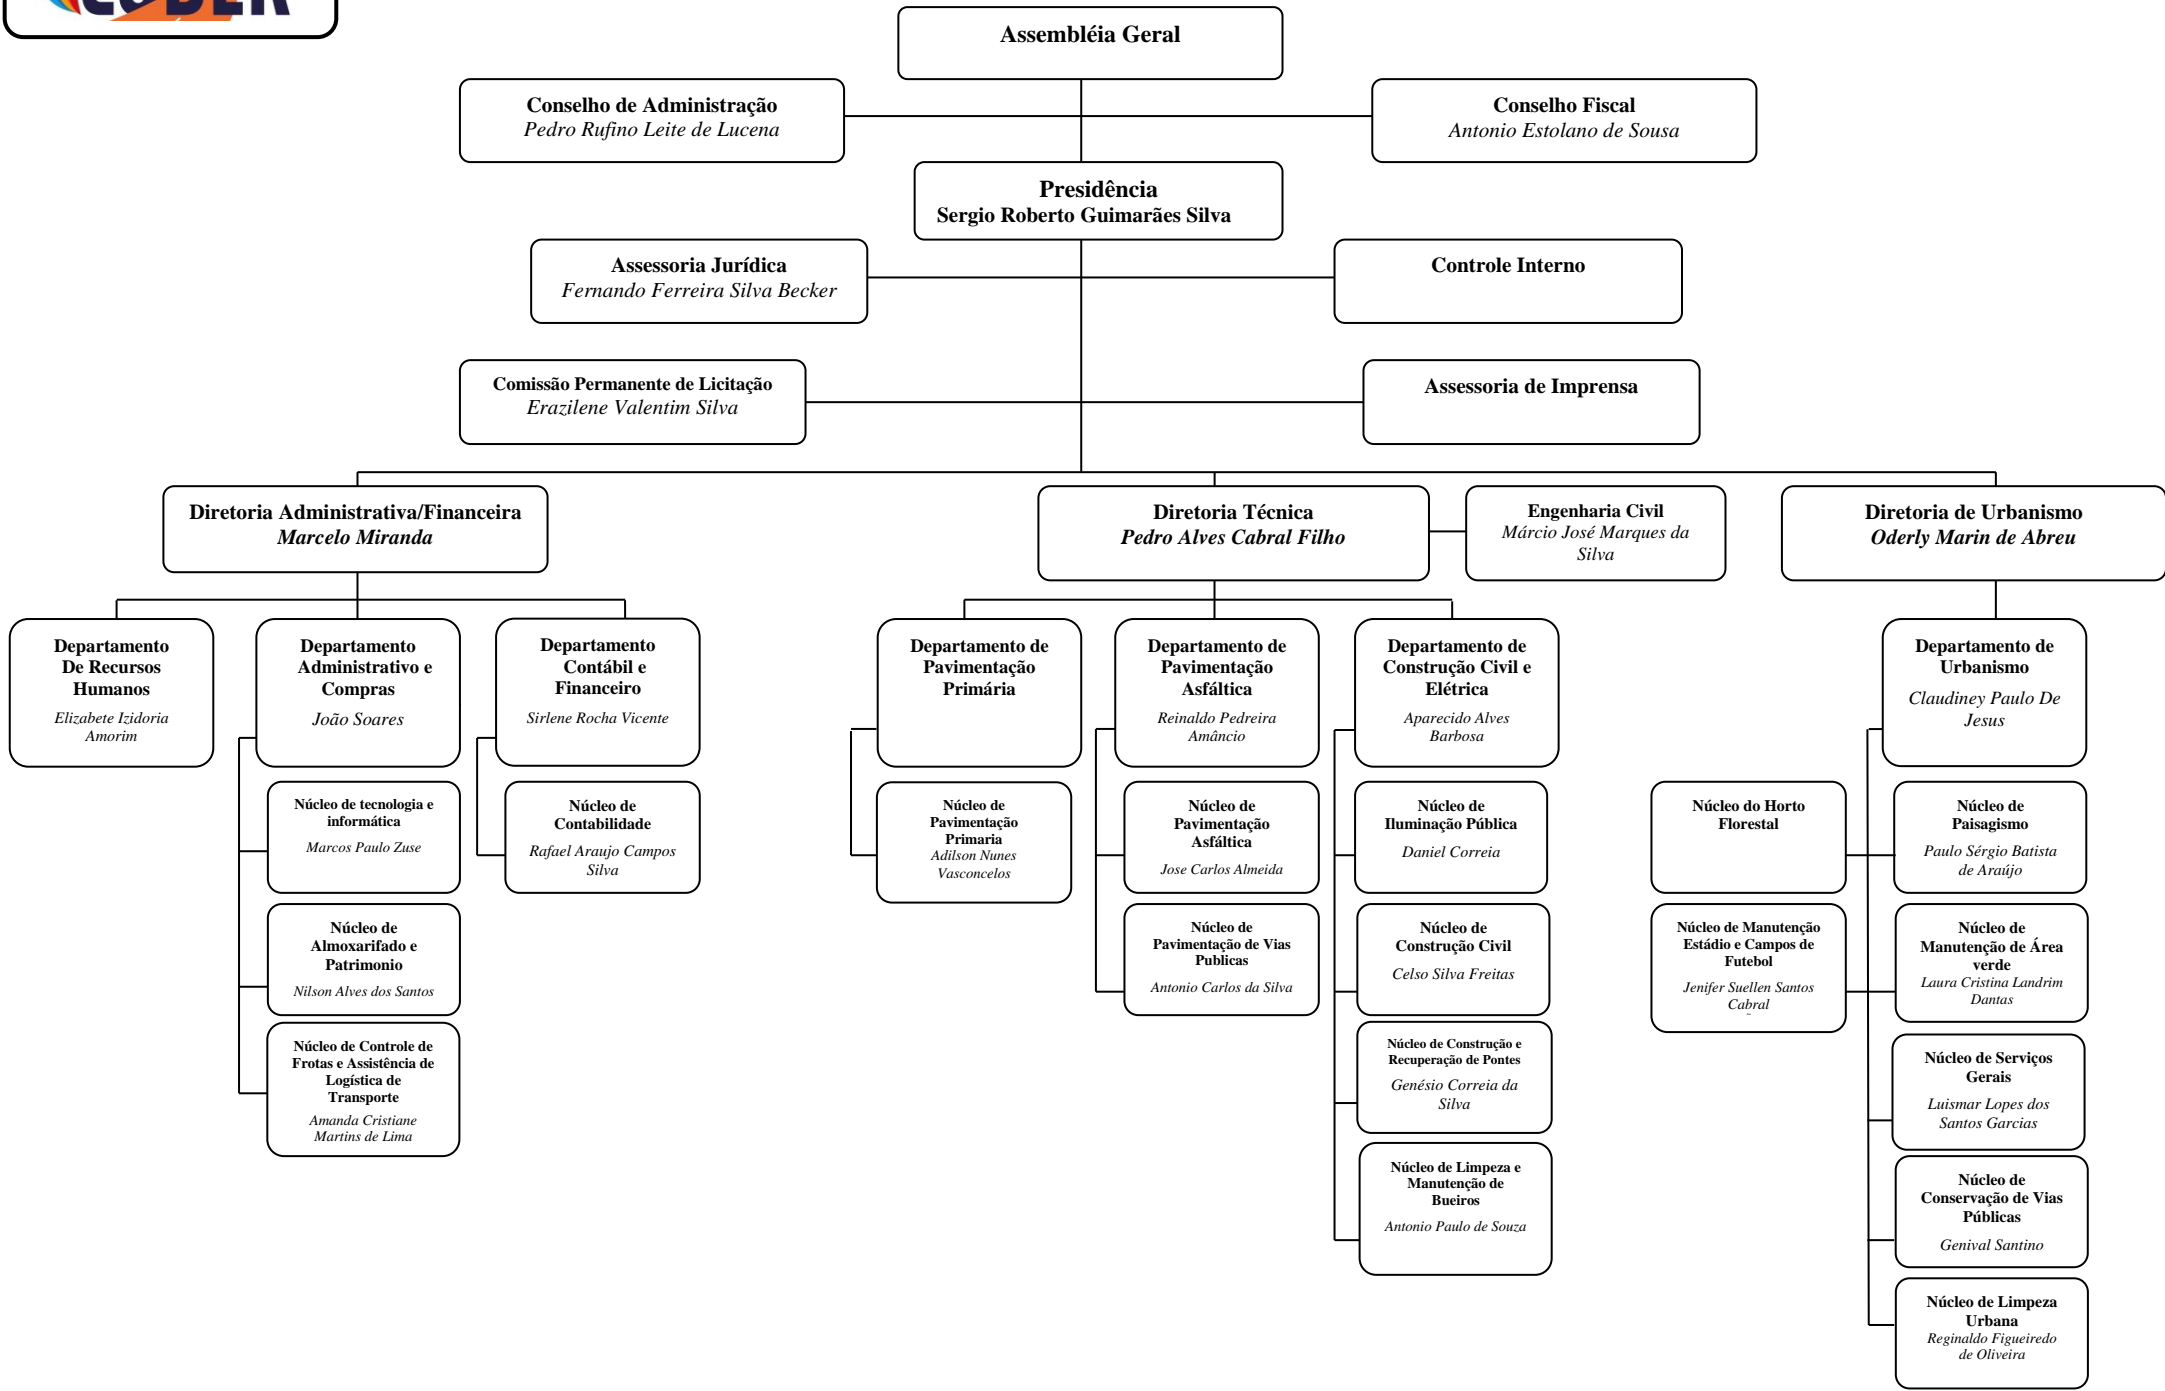 CODER
Assembléia Geral
Conselho de Administração
Pedro Rufino Leite de Lucena
Conselho Fiscal
Antonio Estolano de Sousa
Presidência
Sergio Roberto Guimarães Silva
Assessoria Jurídica
Fernando Ferreira Silva Becker
Controle Interno
Comissão Permanente de Licitação
Erazilene Valentim Silva
Assessoria de Imprensa
Diretoria Administrativa/Financeira
Marcelo Miranda
Diretoria Técnica
Pedro Alves Cabral Filho
Engenharia Civil
Márcio José Marques da
Silva
Diretoria de Urbanismo
Oderly Marin de Abreu
Departamento
De Recursos
Humanos
Elizabete Izidoria
Amorim
Departamento
Administrativo e
Compras
João Soares
Departamento
Contábil e
Financeiro
Sirlene Rocha Vicente
Departamento de
Pavimentação
Primária
Departamento de
Pavimentação
Asfáltica
Reinaldo Pedreira
Amâncio
Departamento de
Construção Civil e
Elétrica
Aparecido Alves
Barbosa
Departamento de
Urbanismo
Claudiney Paulo De
Jesus
Núcleo de tecnologia e
informática
Marcos Paulo Zuse
Núcleo de
Contabilidade
Rafael Araujo Campos
Silva
Núcleo de
Pavimentação
Primaria
Adilson Nunes
Vasconcelos
Núcleo de
Pavimentação
Asfáltica
Jose Carlos Almeida
Núcleo de
Iluminação Pública
Daniel Correia
Núcleo do Horto
Florestal
Núcleo de
Paisagismo
Paulo Sérgio Batista
de Araújo
Núcleo de
Almoxarifado e
Patrimonio
Nilson Alves dos Santos
Núcleo de
Pavimentação de Vias
Publicas
Antonio Carlos da Silva
Núcleo de
Construção Civil
Celso Silva Freitas
Núcleo de Manutenção
Estádio e Campos de
Futebol
Jenifer Suellen Santos
Cabral
Núcleo de
Manutenção de Área
verde
Laura Cristina Landrim
Dantas
Núcleo de Controle de
Frotas e Assistência de
Logística de
Transporte
Amanda Cristiane
Martins de Lima
Núcleo de Construção e
Recuperação de Pontes
Genésio Correia da
Silva
Núcleo de Serviços
Gerais
Luismar Lopes dos
Santos Garcias
Núcleo de Limpeza e
Manutenção de
Bueiros
Antonio Paulo de Souza
Núcleo de
Conservação de Vias
Públicas
Genival Santino
Núcleo de Limpeza
Urbana
Reginaldo Figueiredo
de Oliveira